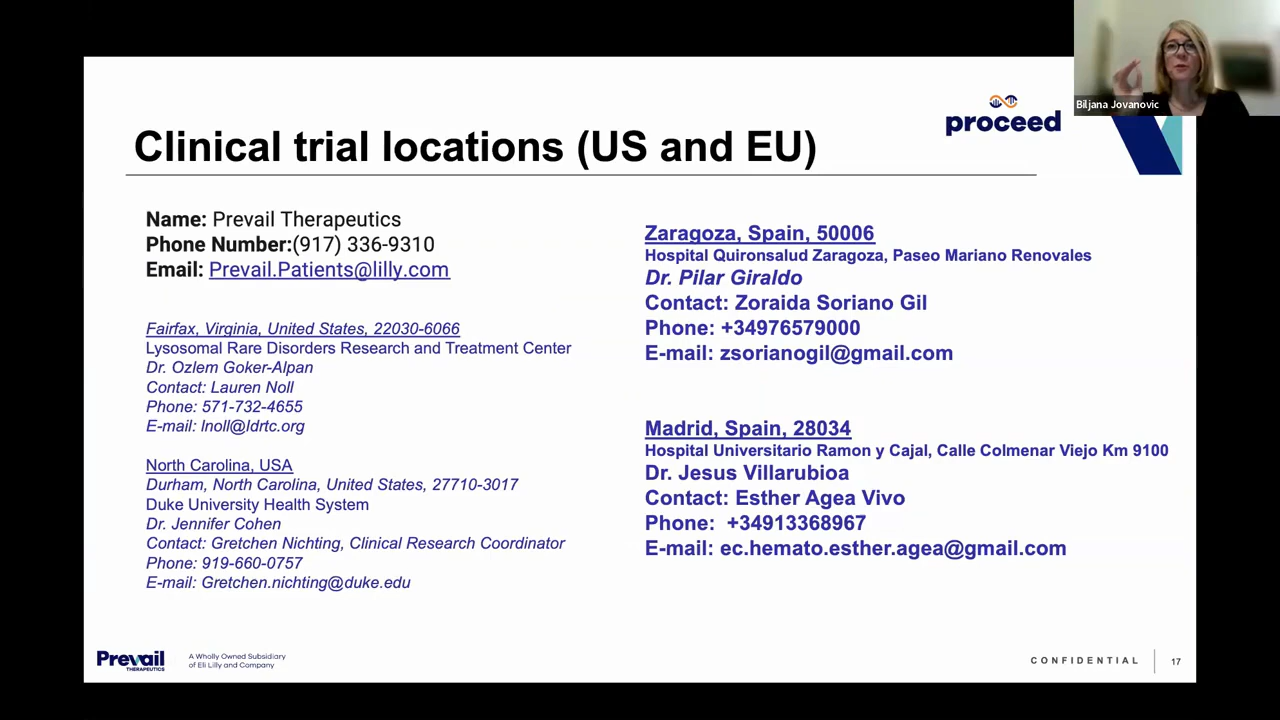 Biljana Jovanovic
proceed
Clinical trial locations (US and EU)
Name: Prevail Therapeutics
Phone Number:(917) 336-9310
Email: Prevail.Patients@lilly.com
Fairfax, Virginia, United States, 22030-6066
Lysosomal Rare Disorders Research and Treatment Center
Dr. Ozlem Goker-Alpan
Contact: Lauren Noll
Phone: 571-732-4655
E-mail: lnoll@ldrtc.org
North Carolina, USA
Durham, North Carolina, United States, 27710-3017
Duke University Health System
Dr. Jennifer Cohen
Contact: Gretchen Nichting, Clinical Research Coordinator
Phone: 919-660-0757
E-mail: Gretchen.nichting@duke.edu
Zaragoza, Spain, 50006
Hospital Quironsalud Zaragoza, Paseo Mariano Renovales
Dr. Pilar Giraldo
Contact: Zoraida Soriano Gil
Phone: +34976579000
E-mail: zsorianogil@gmail.com
Madrid, Spain, 28034
Hospital Universitario Ramon y Cajal, Calle Colmenar Viejo Km 9100
Dr. Jesus Villarubioa
Contact: Esther Agea Vivo
Phone:  +34913368967
E-mail: ec.hemato.esther.agea@gmail.com
Prevail
THERAPEUTICS
A Wholly Owned Subsidiary
of Eli Lilly and Company
CONFIDENTIAL
17